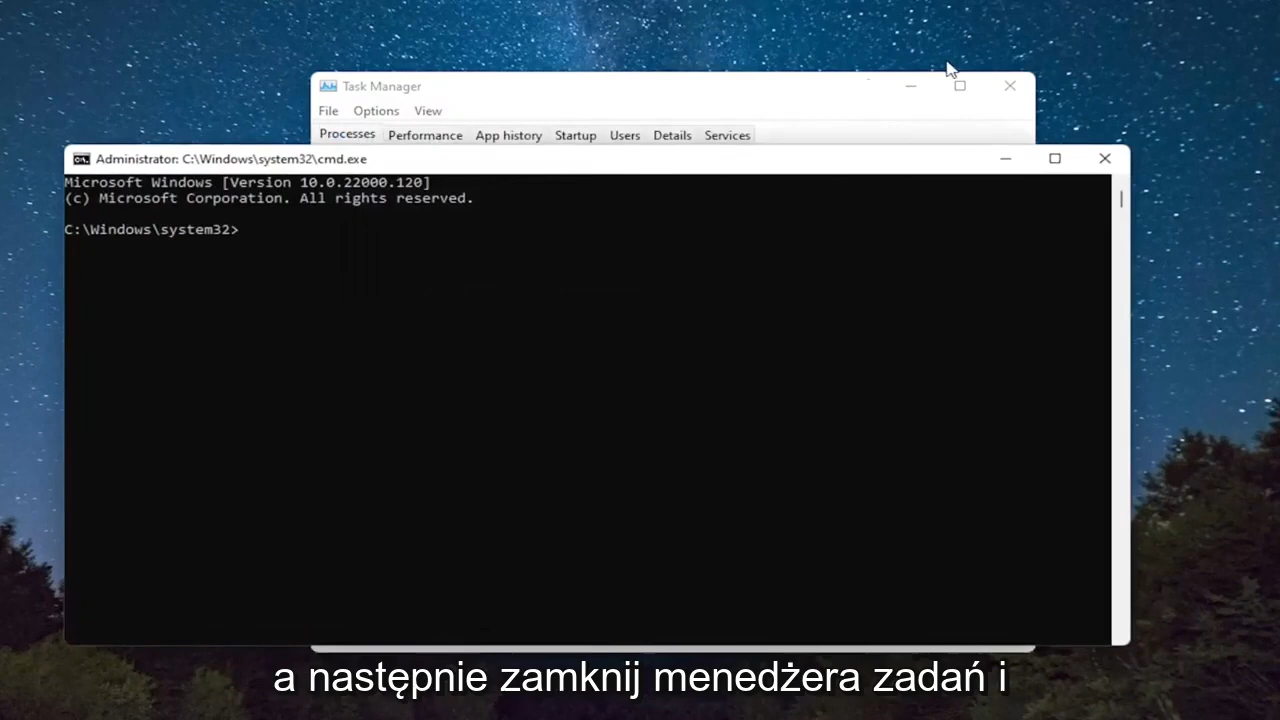 Task Manager
File Options View
Processes Performance App history Startup Users Details Services
Administrator: C:\Windows\system32\cmd.exe
Microsoft Windows [Version 10.0.22000.120]
(c) Microsoft Corporation. All rights reserved.
C:\Windows\system32>
a następnie zamknij menedżera zadań i